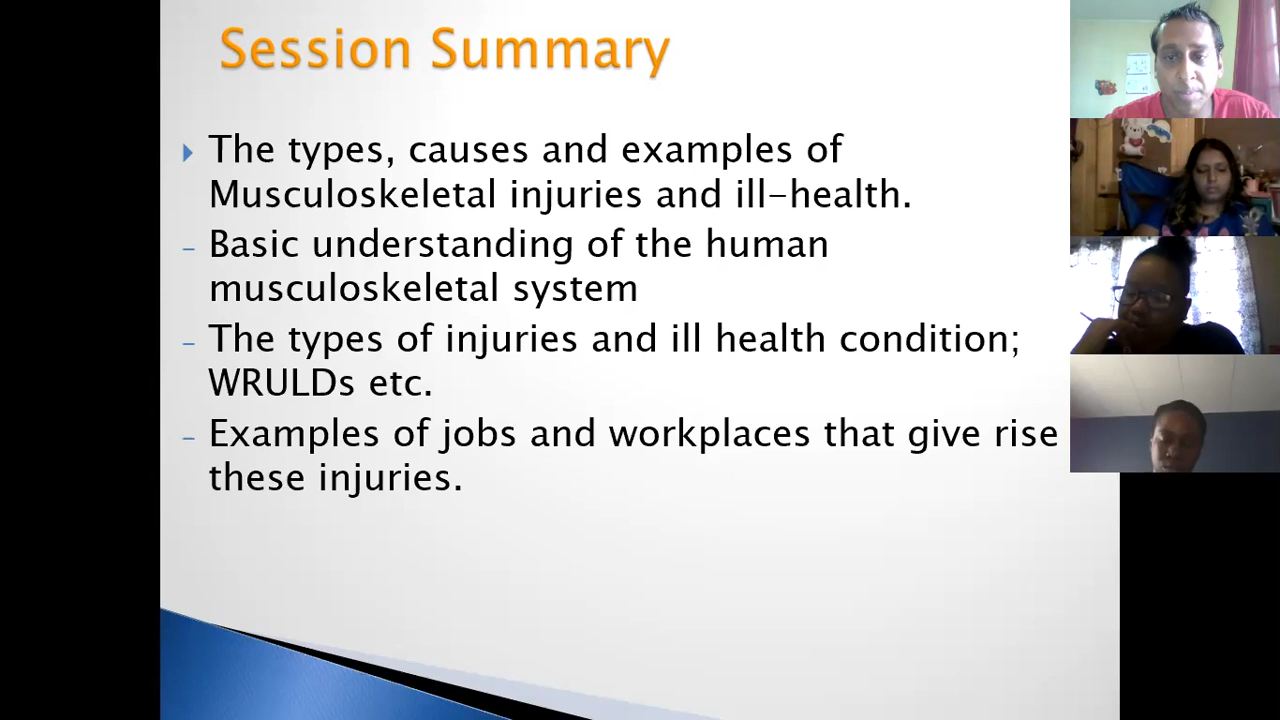 Session Summary
The types, causes and examples of
Musculoskeletal injuries and ill-health.
– Basic understanding of the human
musculoskeletal system
– The types of injuries and ill health condition;
WRULDs etc.
– Examples of jobs and workplaces that give rise
these injuries.